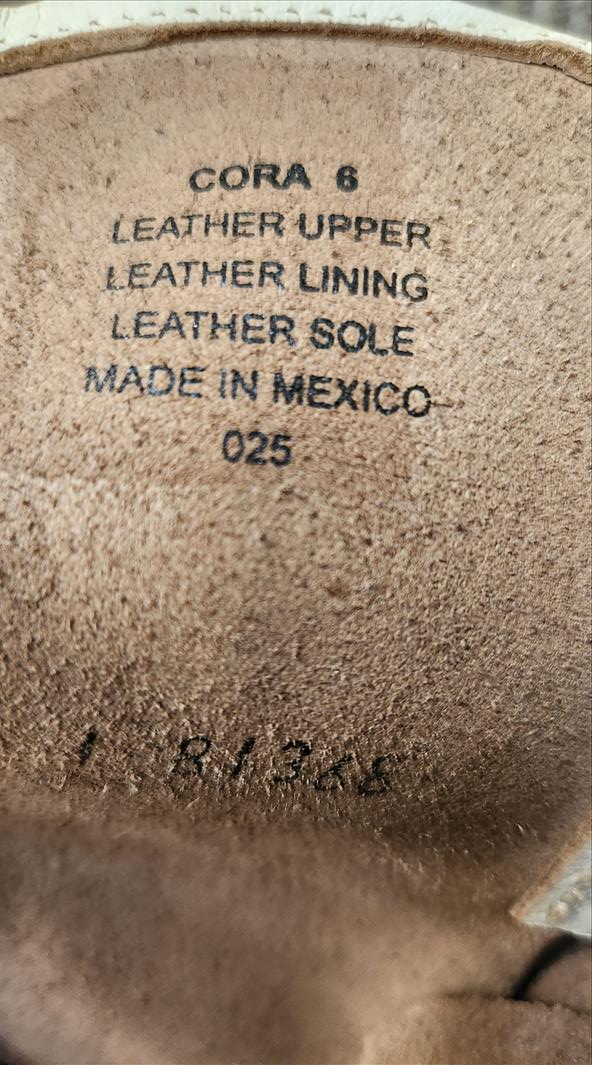 CORA 6
LEATHER UPPER
LEATHER LINING
LEATHER SOLE
MADE IN MEXICO
025
1 81368